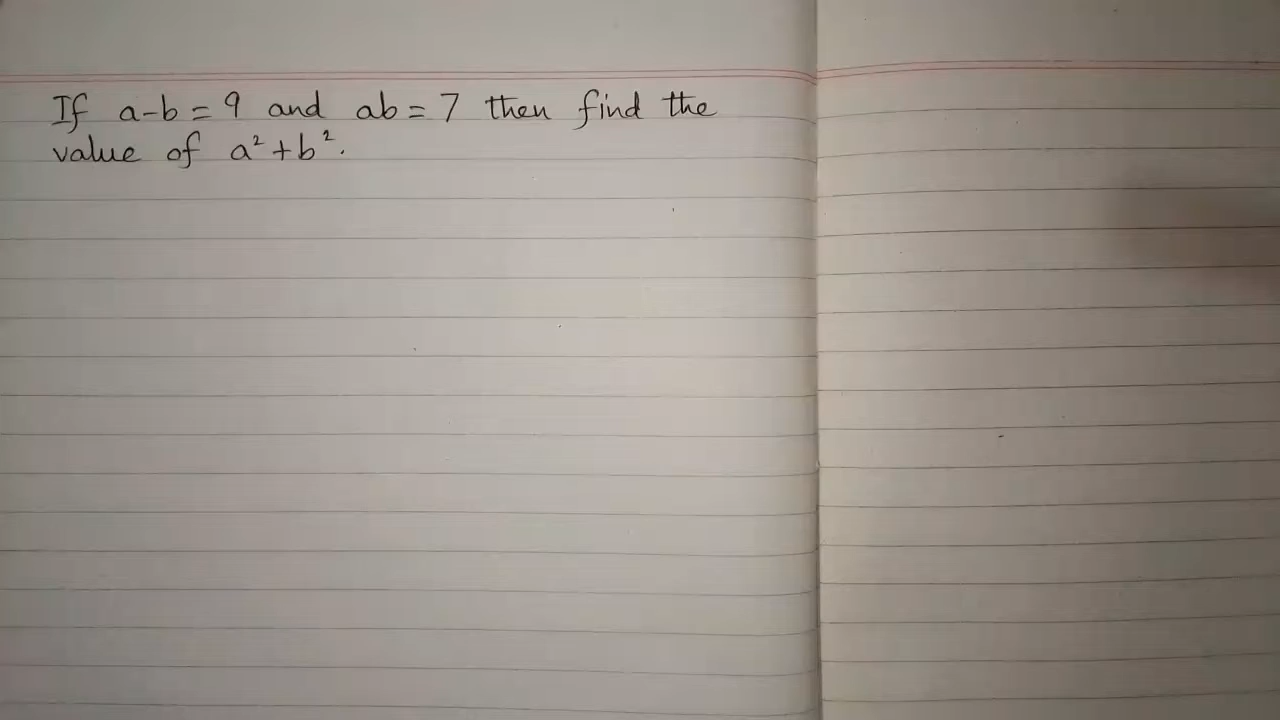 If a-b = 9 and ab = 7 then find the
value of a²+b².